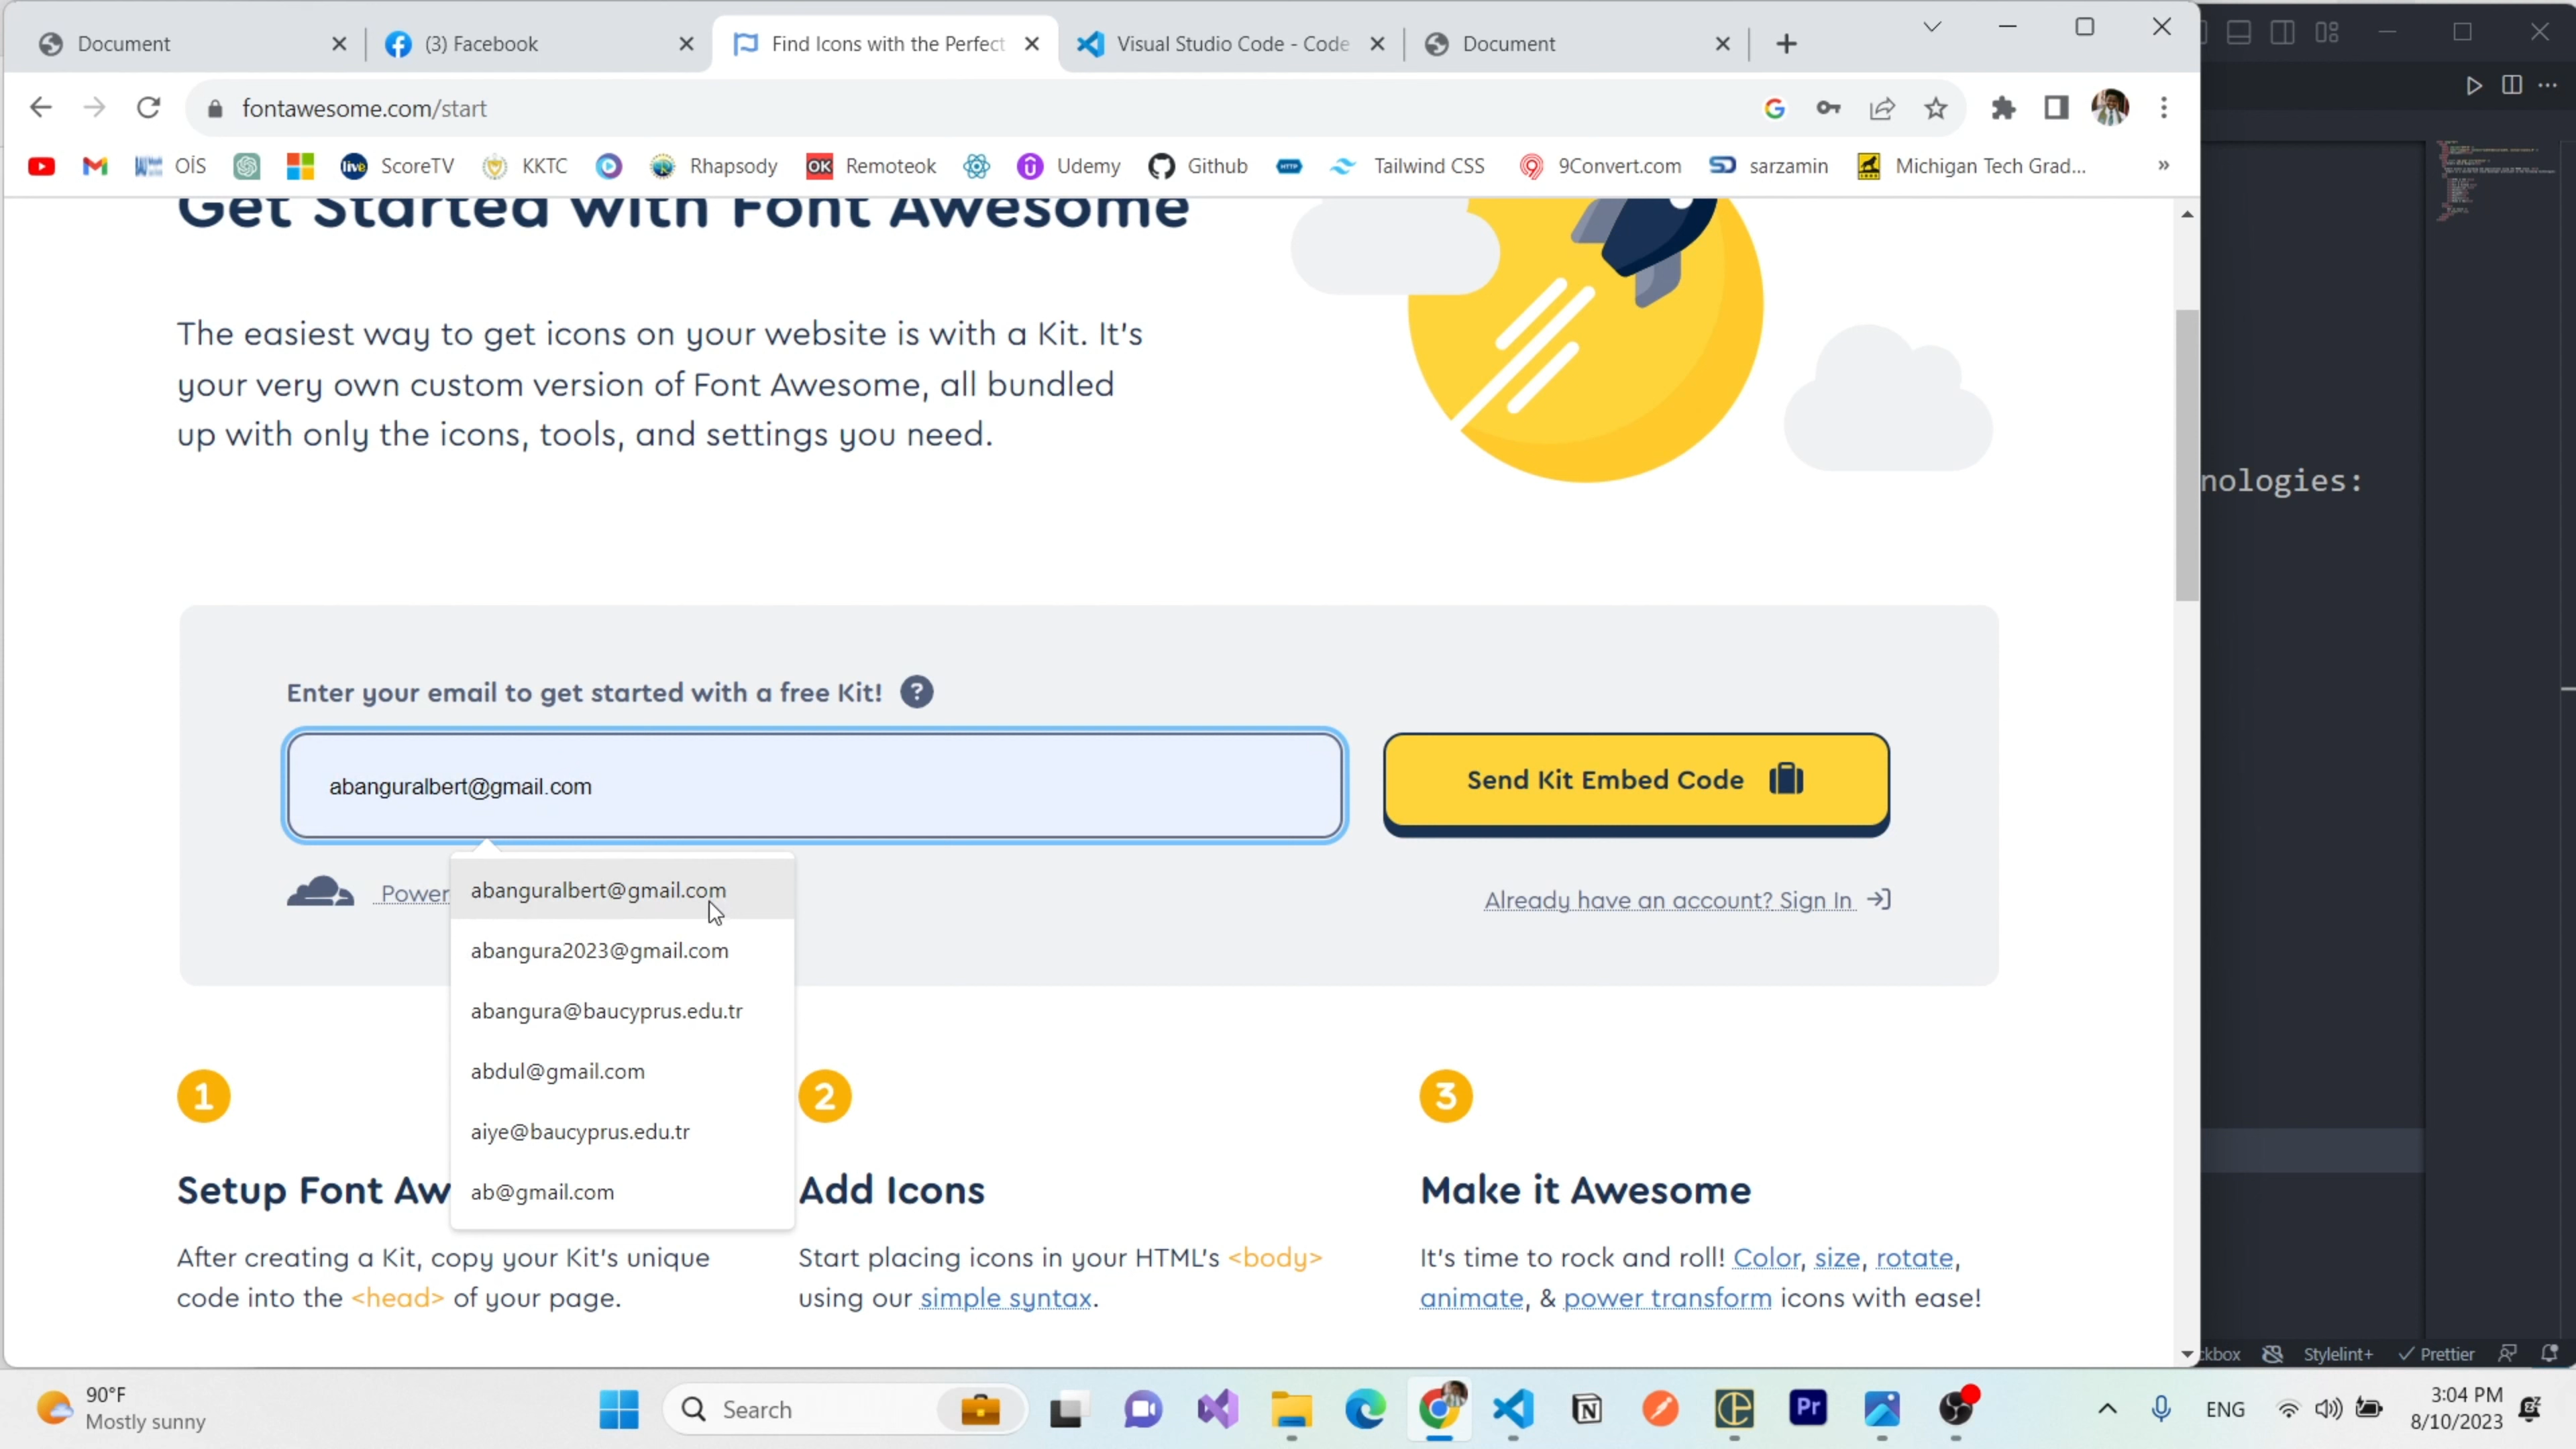 Document
(3) Facebook
Find Icons with the Perfect
Visual Studio Code - Code
Document
fontawesome.com/start
OİS
live
ScoreTV
KKTC
Rhapsody
OK
Remoteok
Udemy
Github
HTTP
Tailwind CSS
9Convert.com
sarzamin
Michigan Tech Grad...
»
Get Started with Font Awesome
The easiest way to get icons on your website is with a Kit. It's
your very own custom version of Font Awesome, all bundled
up with only the icons, tools, and settings you need.
nologies:
Enter your email to get started with a free Kit! ?
abanguralbert@gmail.com
Send Kit Embed Code
Power
Already have an account? Sign In
abanguralbert@gmail.com
abangura2023@gmail.com
abangura@baucyprus.edu.tr
abdul@gmail.com
aiye@baucyprus.edu.tr
ab@gmail.com
1
Setup Font Aw
After creating a Kit, copy your Kit's unique
code into the <head> of your page.
2
Add Icons
Start placing icons in your HTML's <body>
using our simple syntax.
3
Make it Awesome
It's time to rock and roll! Color, size, rotate,
animate, & power transform icons with ease!
ckbox
Stylelint+
Prettier
90°F
Mostly sunny
Search
Pr
ENG
3:04 PM
8/10/2023